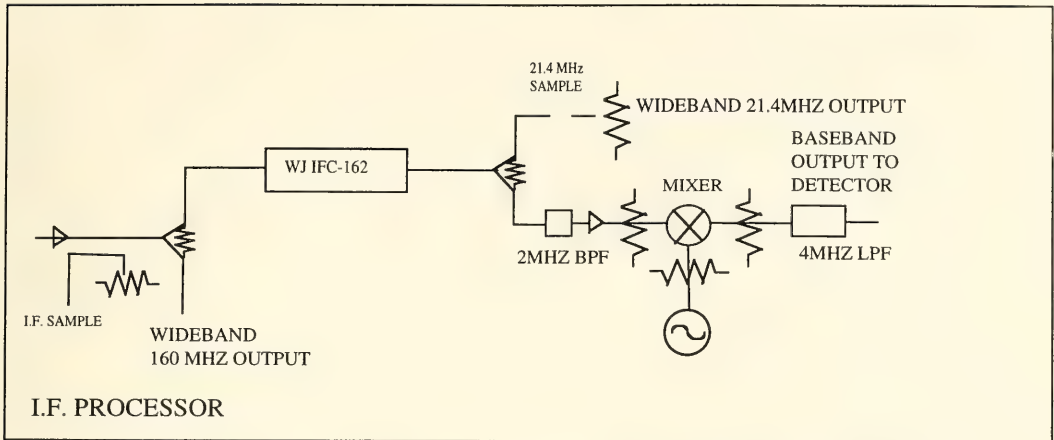 21.4 MHz
SAMPLE
WIDEBAND 21.4MHZ OUTPUT
BASEBAND
OUTPUT TO
DETECTOR
WJ IFC-162
MIXER
2MHZ BPF
4MHZ LPF
I.F. SAMPLE
WIDEBAND
160 MHZ OUTPUT
I.F. PROCESSOR